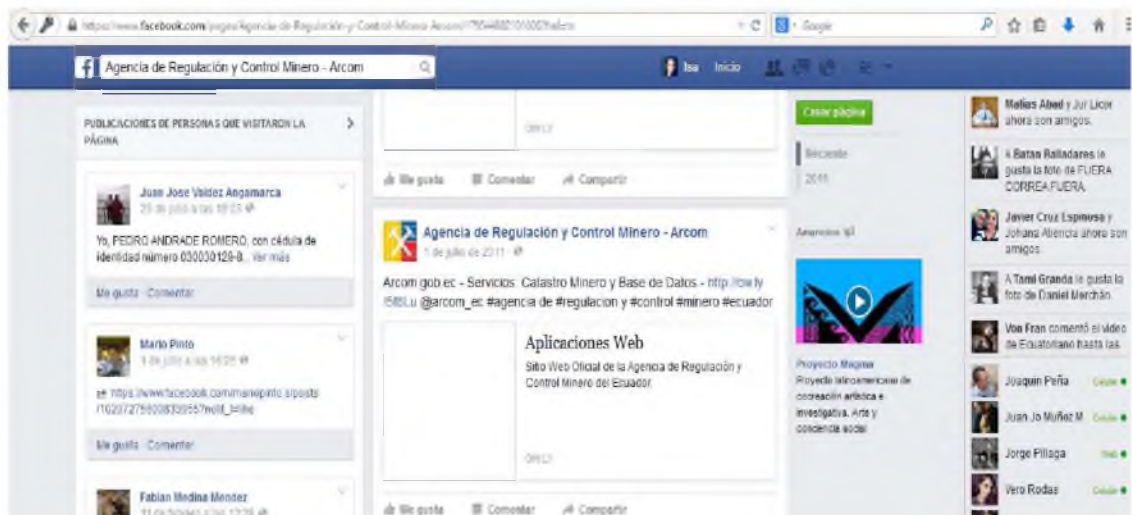 facebook.com
Google
Agencia de Regulación y Control Minero - Arcom
Isa Inicio
PUBLICACIONES DE PERSONAS QUE VISITARON LA
PÁGINA
Juan Jose Valdez Angamarca
Yo, PEDRO ANDRADE ROMERO, con cédula de
identidad número
Ver más
Me gusta · Comentar
Mario Pinto
Me gusta · Comentar
Fabian Medina Mendez
Me gusta Comentar Compartir
Agencia de Regulación y Control Minero - Arcom
1 de julio de 2011
Arcom.gob.ec - Servicios Catastro Minero y Base de Datos -
@arcom_ec #agencia de #regulacion y #control #minero #ecuador
Aplicaciones Web
Sitio Web Oficial de la Agencia de Regulación y
Control Minero del Ecuador.
OW.LY
Me gusta Comentar Compartir
Crear página
Reciente
2011
Anuncios
Proyecto Magma
Proyecto latinoamericano de
cocreación artística e
investigativa. Arte y
conciencia social
Matias Abad y Jur Licor
ahora son amigos.
A Batan Balladares le
gusta la foto de FUERA
CORREA FUERA.
Javier Cruz Espinosa y
Johana ahora son
amigos.
A Tami Granda le gusta la
foto de Daniel Merchán.
Von Fran comentó el video
de Ecuatoriano hasta las
Joaquin Peña
Juan Jo Muñoz M
Jorge Piliaga
Vero Rodas